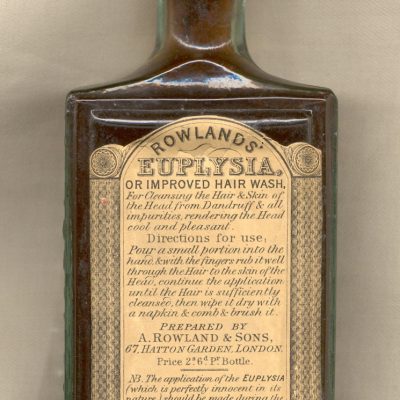 ROWLANDS'
EUPLYSIA,
OR IMPROVED HAIR WASH,
For Cleansing the Hair & Skin of
the Head from Dandruff & all
impurities, rendering the Head
cool and pleasant.
Directions for use;
Pour a small portion into the
hand & with the fingers rub it well
through the Hair to the skin of the
Head, continue the application
until the Hair is sufficiently
cleansed, then wipe it dry with
a napkin & comb & brush it.
PREPARED BY
A. ROWLAND & SONS,
67, HATTON GARDEN, LONDON.
Price 2s 6d Pr Bottle.
NB. The application of the EUPLYSIA
(which is perfectly innocent in its
nature) should be made during the